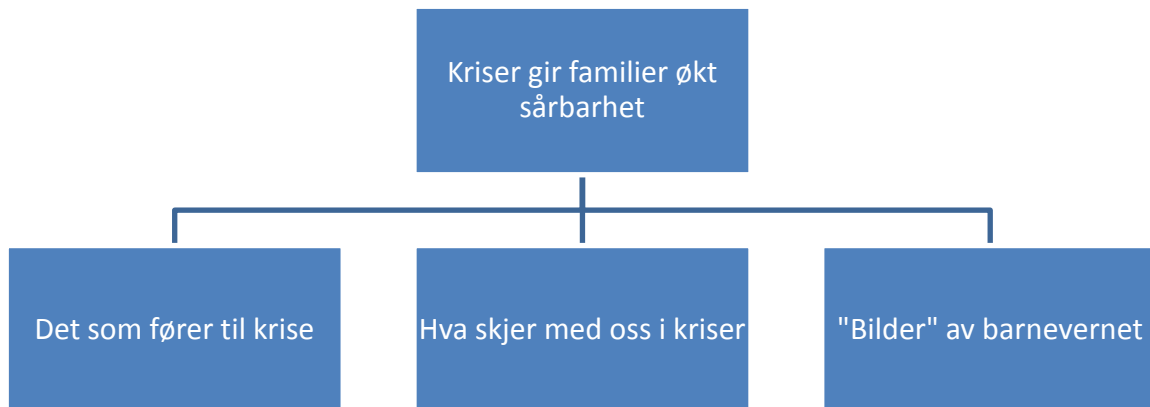 Kriser gir familier økt
sårbarhet
Det som fører til krise
Hva skjer med oss i kriser
"Bilder" av barnevernet